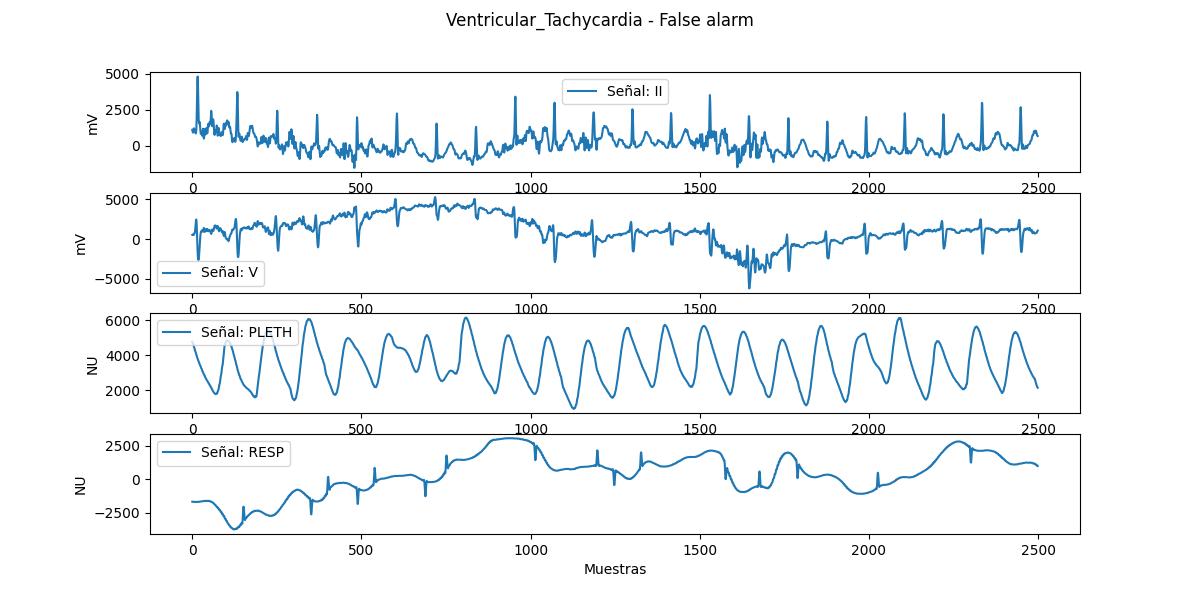 Ventricular_Tachycardia - False alarm
5000
2500
0
mV
Señal: II
0 500 1000 1500 2000 2500
5000
0
−5000
mV
Señal: V
0 500 1000 1500 2000 2500
6000
4000
2000
NU
Señal: PLETH
0 500 1000 1500 2000 2500
2500
0
−2500
NU
Señal: RESP
0 500 1000 1500 2000 2500
Muestras